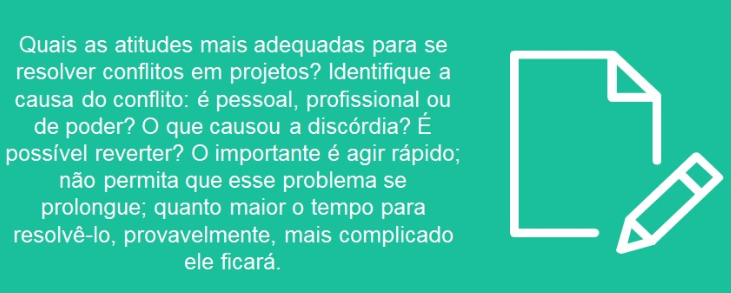 Quais as atitudes mais adequadas para se
resolver conflitos em projetos? Identifique a
causa do conflito: é pessoal, profissional ou
de poder? O que causou a discórdia? É
possível reverter? O importante é agir rápido;
não permita que esse problema se
prolongue; quanto maior o tempo para
resolvê-lo, provavelmente, mais complicado
ele ficará.